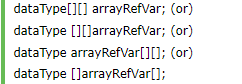 dataType[][] arrayRefVar; (or)
dataType [][]arrayRefVar; (or)
dataType arrayRefVar[][]; (or)
dataType []arrayRefVar[];